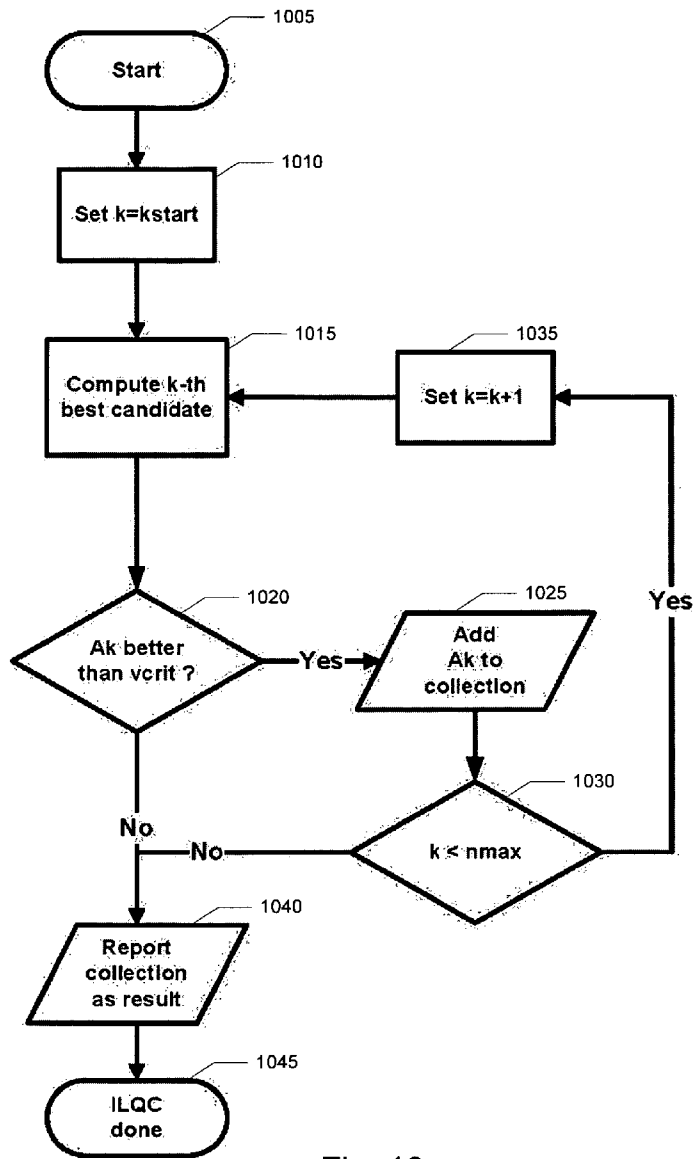 1005
Start
1010
Set k=kstart
1015
Compute k-th
best candidate
1035
Set k=k+1
1020
Ak better
than vcrit ?
Yes
1025
Add
Ak to
collection
Yes
1030
k < nmax
No
No
1040
Report
collection
as result
1045
ILQC
done